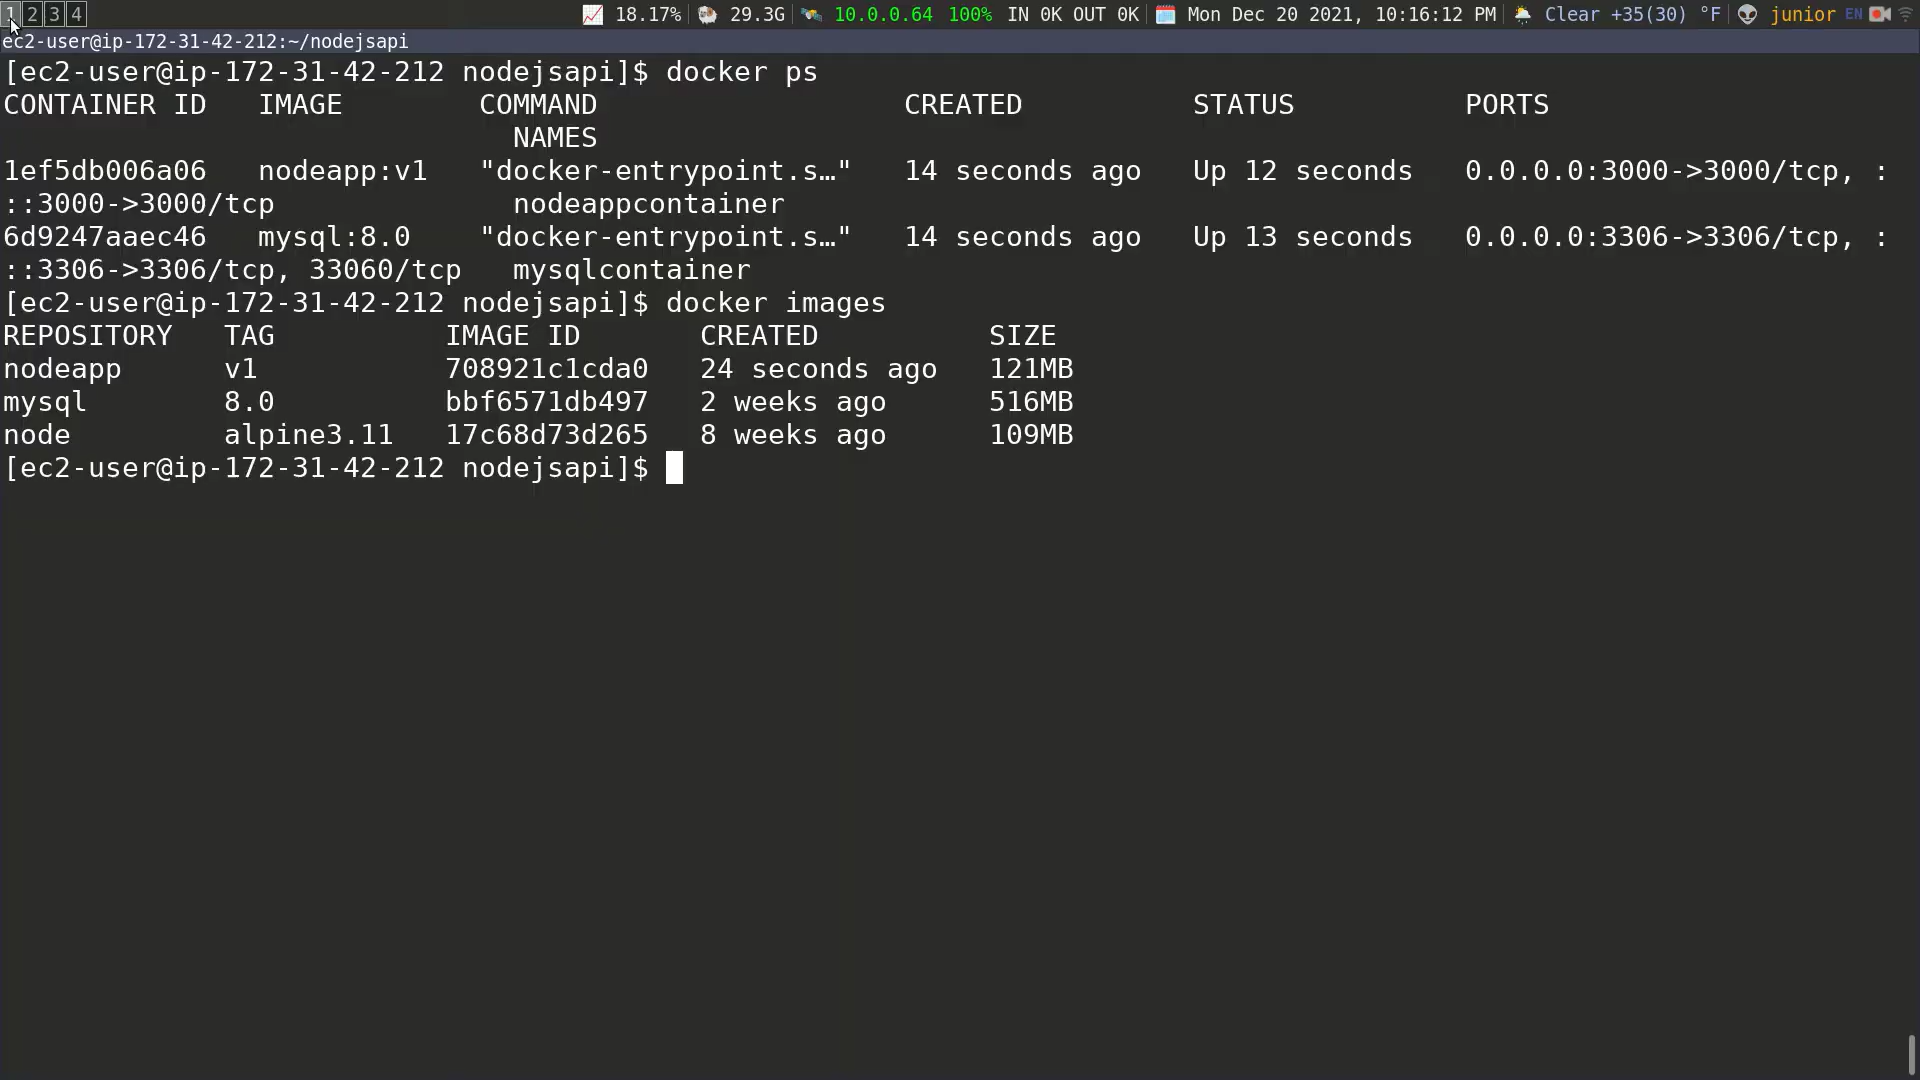 1 2 3 4 18.17% 29.3G 10.0.0.64 100% IN 0K OUT 0K Mon Dec 20 2021, 10:16:12 PM Clear +35(30) °F junior EN
ec2-user@ip-172-31-42-212:~/nodejsapi
[ec2-user@ip-172-31-42-212 nodejsapi]$ docker ps
CONTAINER ID   IMAGE        COMMAND                  CREATED          STATUS          PORTS
                              NAMES
1ef5db006a06   nodeapp:v1   "docker-entrypoint.s…"   14 seconds ago   Up 12 seconds   0.0.0.0:3000->3000/tcp, :
::3000->3000/tcp              nodeappcontainer
6d9247aaec46   mysql:8.0    "docker-entrypoint.s…"   14 seconds ago   Up 13 seconds   0.0.0.0:3306->3306/tcp, :
::3306->3306/tcp, 33060/tcp   mysqlcontainer
[ec2-user@ip-172-31-42-212 nodejsapi]$ docker images
REPOSITORY   TAG          IMAGE ID       CREATED          SIZE
nodeapp      v1           708921c1cda0   24 seconds ago   121MB
mysql        8.0          bbf6571db497   2 weeks ago      516MB
node         alpine3.11   17c68d73d265   8 weeks ago      109MB
[ec2-user@ip-172-31-42-212 nodejsapi]$